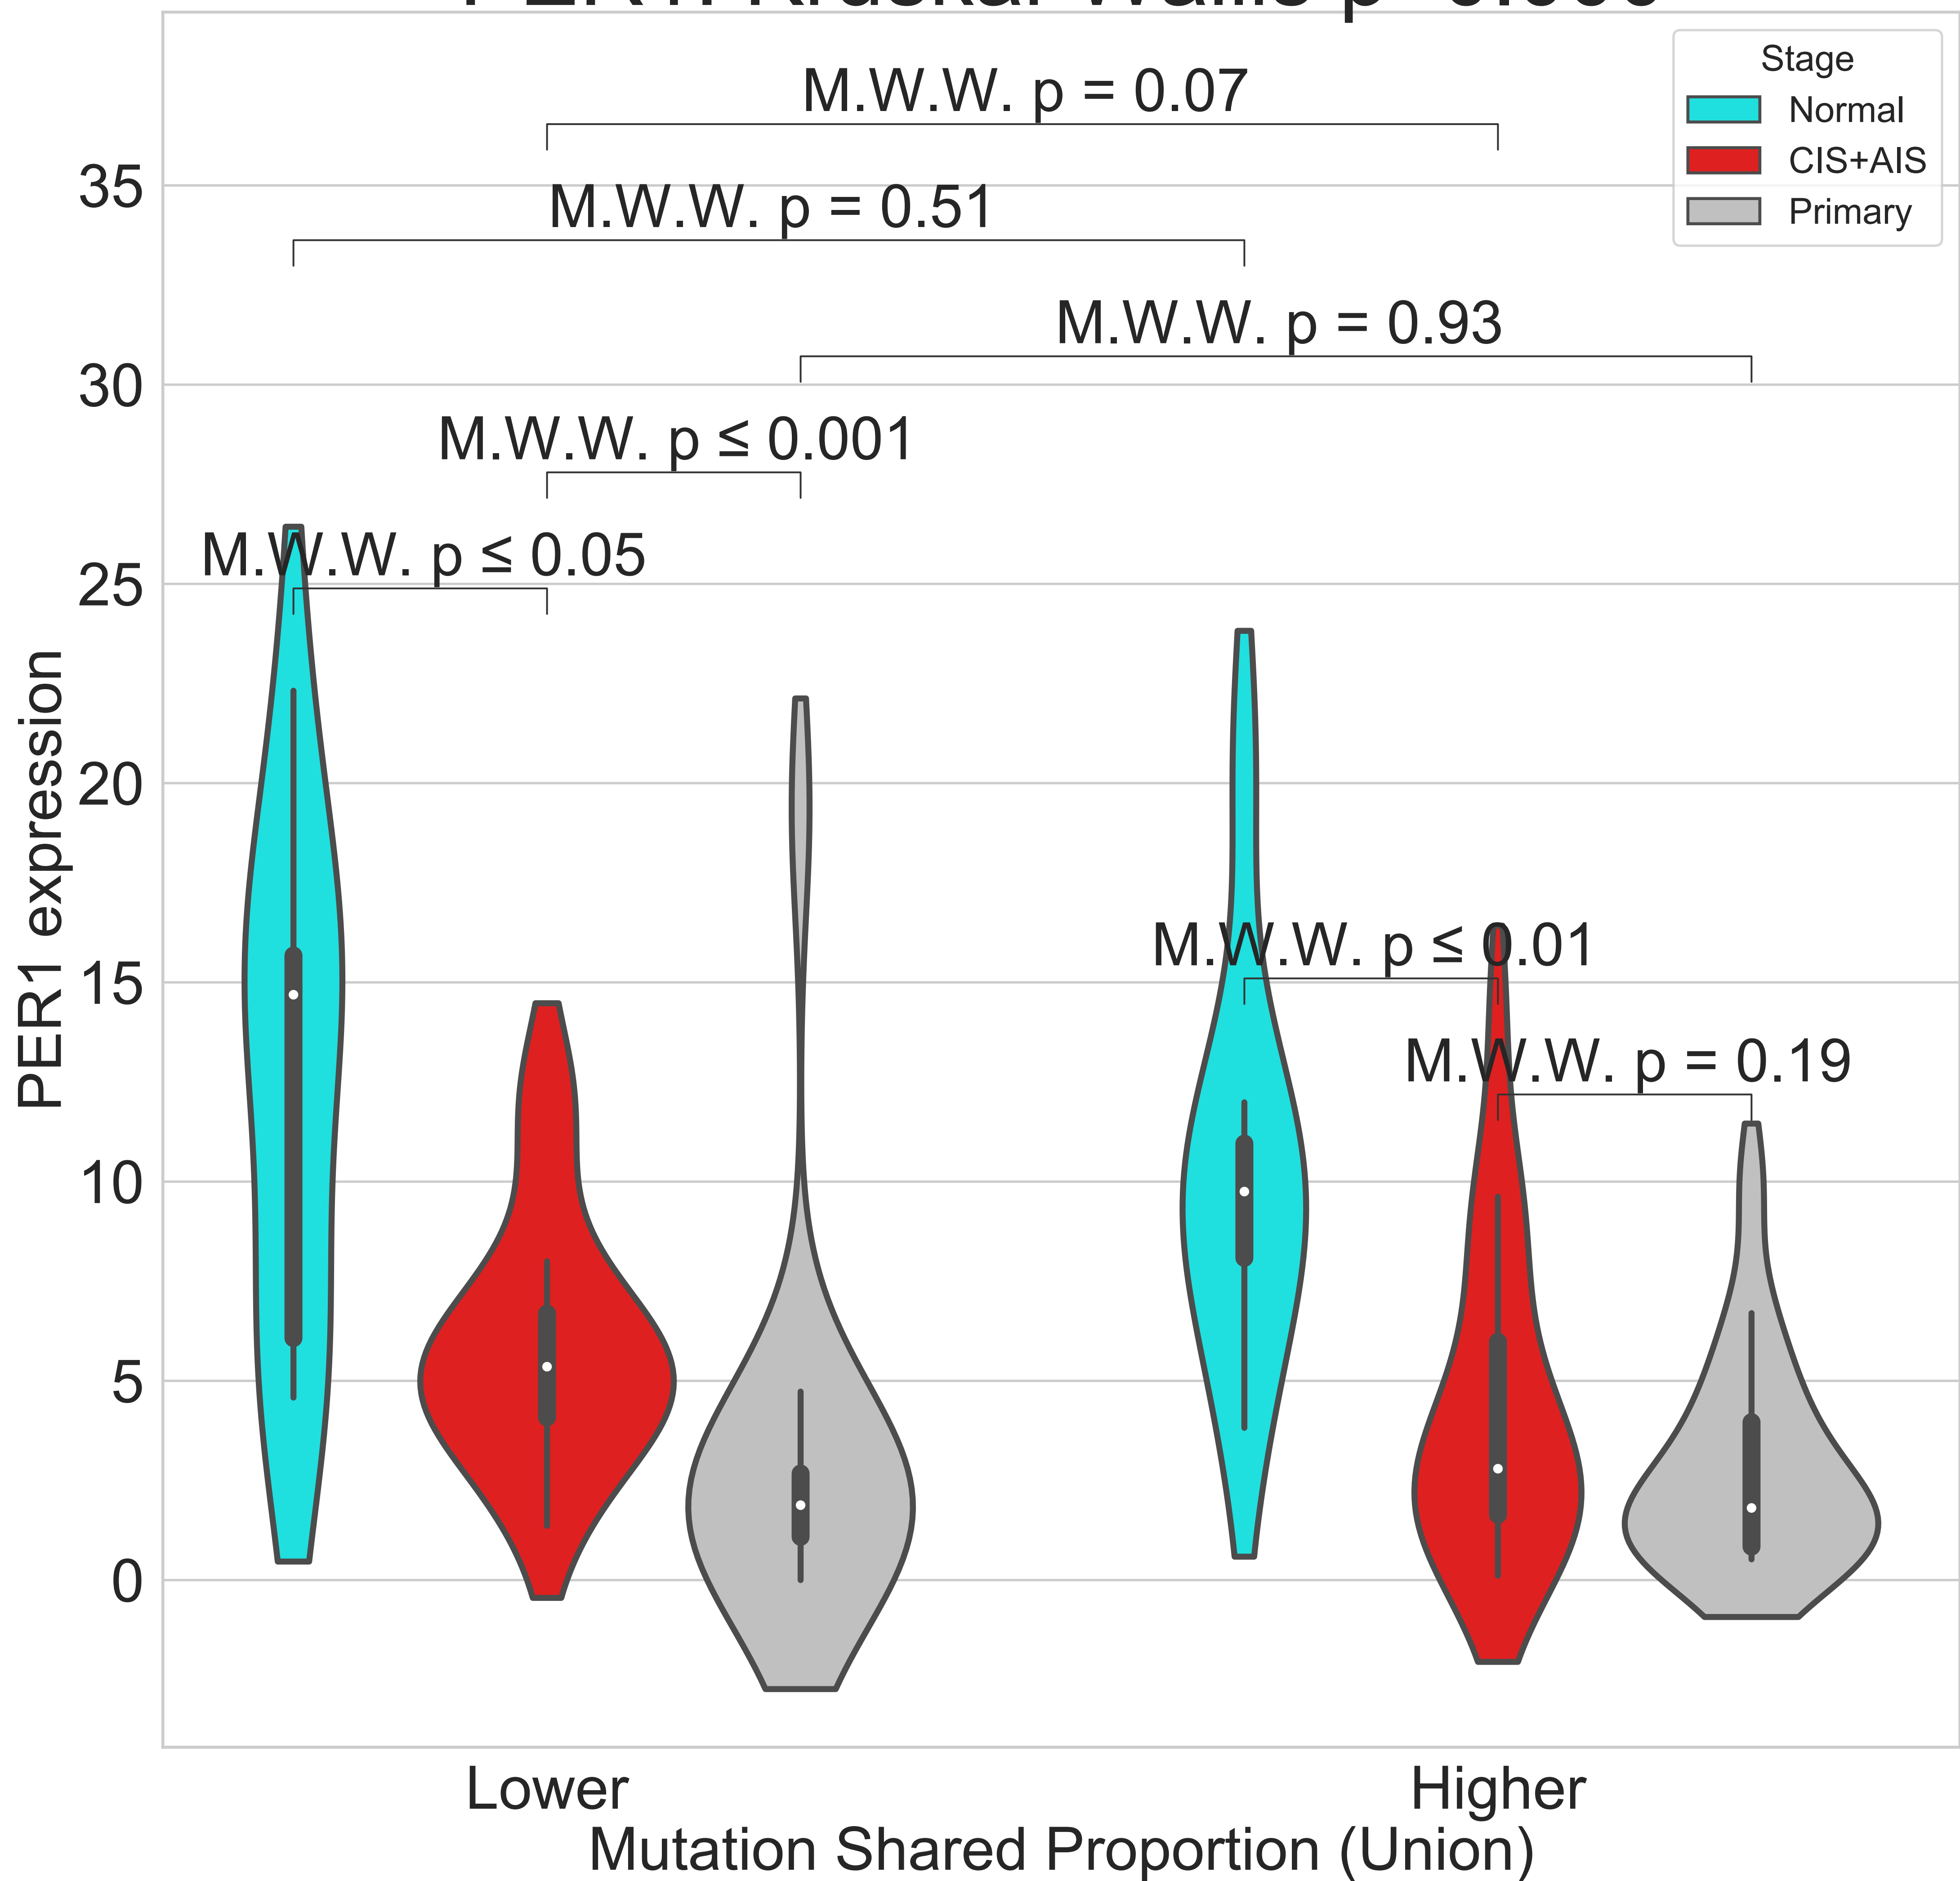 Stage
Normal
CIS+AIS
Primary
M.W.W. p = 0.07
M.W.W. p = 0.51
M.W.W. p = 0.93
M.W.W. p ≤ 0.001
M.W.W. p ≤ 0.05
M.W.W. p ≤ 0.01
M.W.W. p = 0.19
35
30
25
20
15
10
5
0
PER1 expression
Lower
Higher
Mutation Shared Proportion (Union)